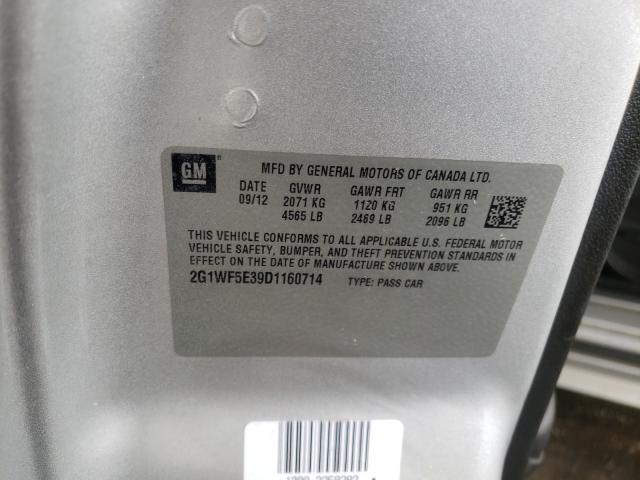 GM
MFD BY GENERAL MOTORS OF CANADA LTD.
DATE GVWR GAWR FRT GAWR RR
09/12 2071 KG 1120 KG 951 KG
4565 LB 2469 LB 2096 LB
THIS VEHICLE CONFORMS TO ALL APPLICABLE U.S. FEDERAL MOTOR
VEHICLE SAFETY, BUMPER, AND THEFT PREVENTION STANDARDS IN
EFFECT ON THE DATE OF MANUFACTURE SHOWN ABOVE.
2G1WF5E39D1160714 TYPE: PASS CAR